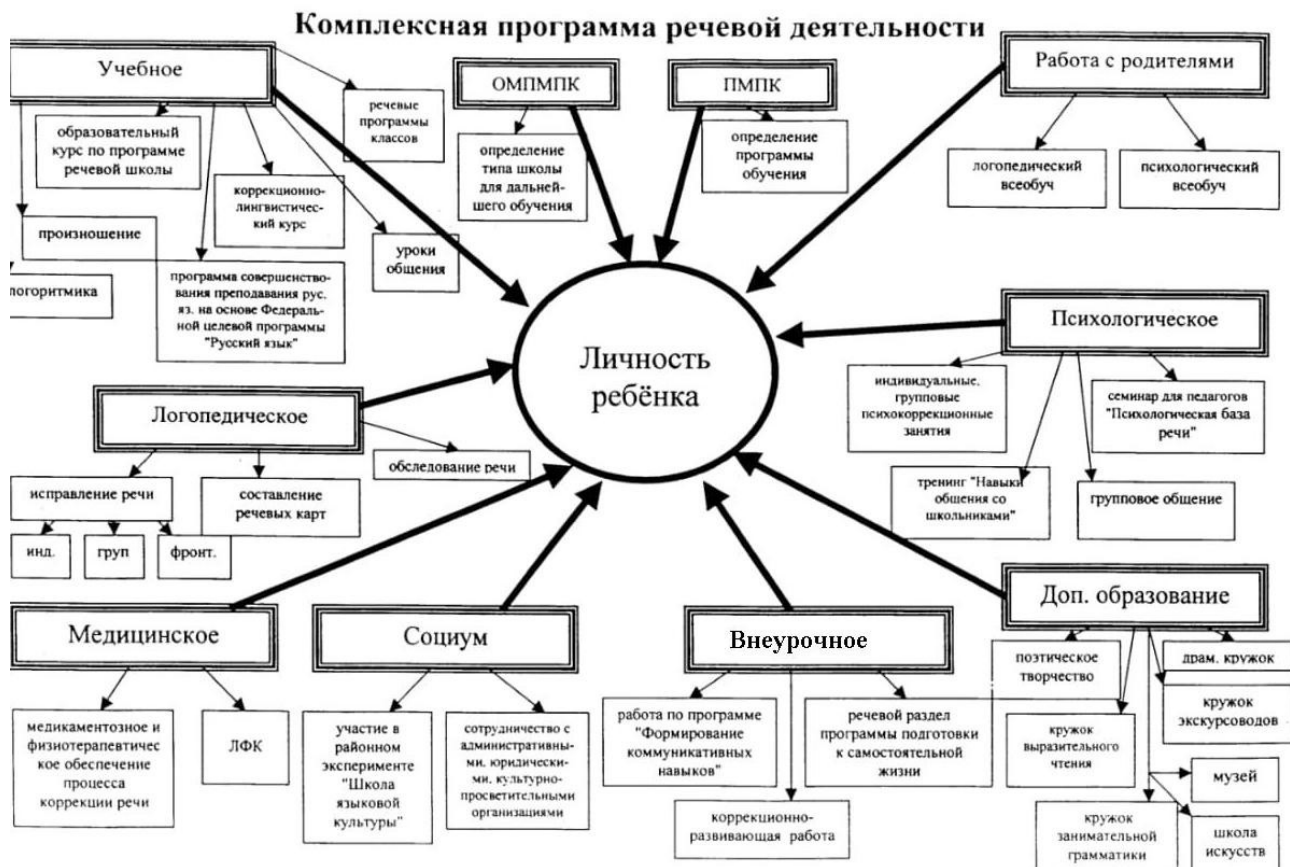 Комплексная программа речевой деятельности
Учебное
ОМПМПК
ПМПК
Работа с родителями
речевые
программы
классов
образовательный
курс по программе
речевой школы
коррекционно-
лингвистичес-
кий курс
произношение
логоритмика
программа совершенство-
вания преподавания рус.
яз. на основе Федераль-
ной целевой программы
"Русский язык"
уроки
общения
определение
типа школы
для дальней-
шего обучения
определение
программы
обучения
логопедический
всеобуч
психологический
всеобуч
Личность
ребёнка
Психологическое
индивидуальные,
групповые
психокоррекционные
занятия
семинар для педагогов
"Психологическая база
речи"
тренинг "Навыки
общения со
школьниками"
групповое общение
Логопедическое
обследование речи
исправление речи
составление
речевых карт
инд.
груп
фронт.
Медицинское
медикаментозное и
физиотерапевтичес
кое обеспечение
процесса
коррекции речи
ЛФК
Социум
участие в
районном
эксперименте
"Школа
языковой
культуры"
сотрудничество с
административны-
ми, юридически-
ми, культурно-
просветительными
организациями
Внеурочное
работа по программе
"Формирование
коммуникативных
навыков"
речевой раздел
программы подготовки
к самостоятельной
жизни
коррекционно-
развивающая работа
Доп. образование
поэтическое
творчество
драм. кружок
кружок
экскурсоводов
кружок
выразительного
чтения
музей
кружок
занимательной
грамматики
школа
искусств